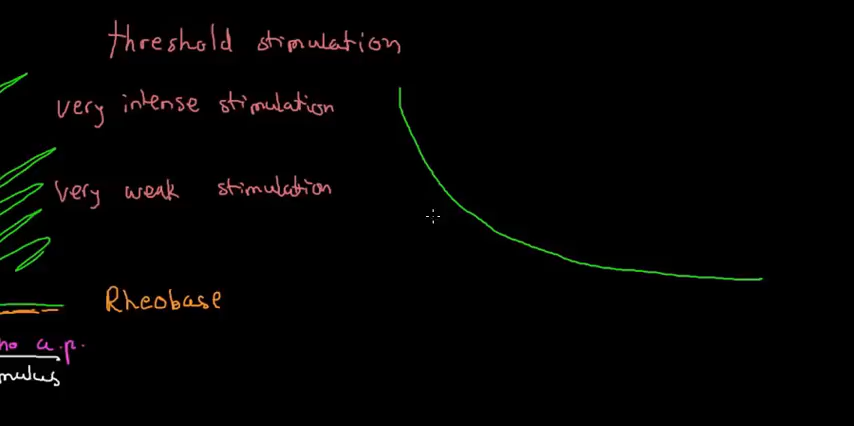 threshold stimulation
very intense stimulation
very weak stimulation
Rheobase
no a.p.
mulus